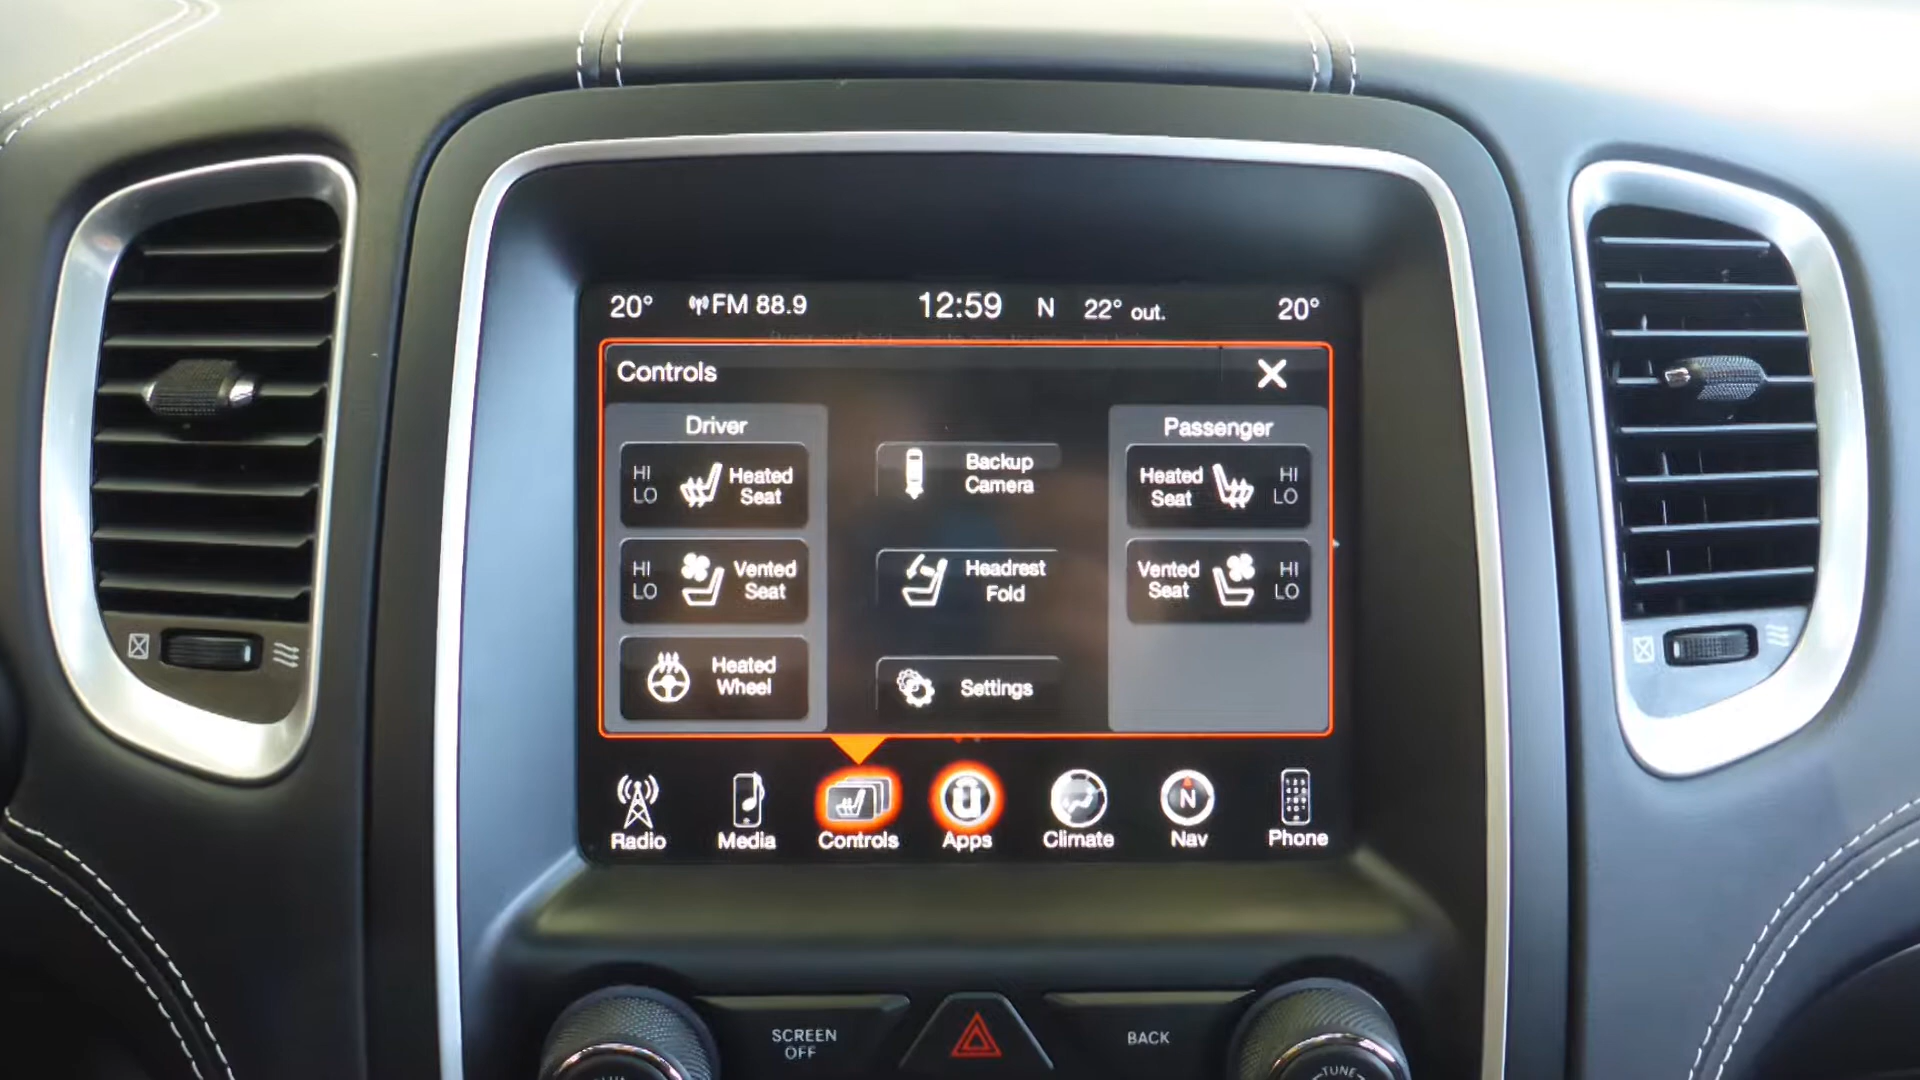 20° FM 88.9 12:59 N 22° out. 20°
Controls
Driver
HI
LO
Heated
Seat
HI
LO
Vented
Seat
Heated
Wheel
Backup
Camera
Headrest
Fold
Settings
Passenger
Heated
Seat
HI
LO
Vented
Seat
HI
LO
Radio
Media
Controls
Apps
Climate
N
Nav
Phone
SCREEN
OFF
BACK
TUNE